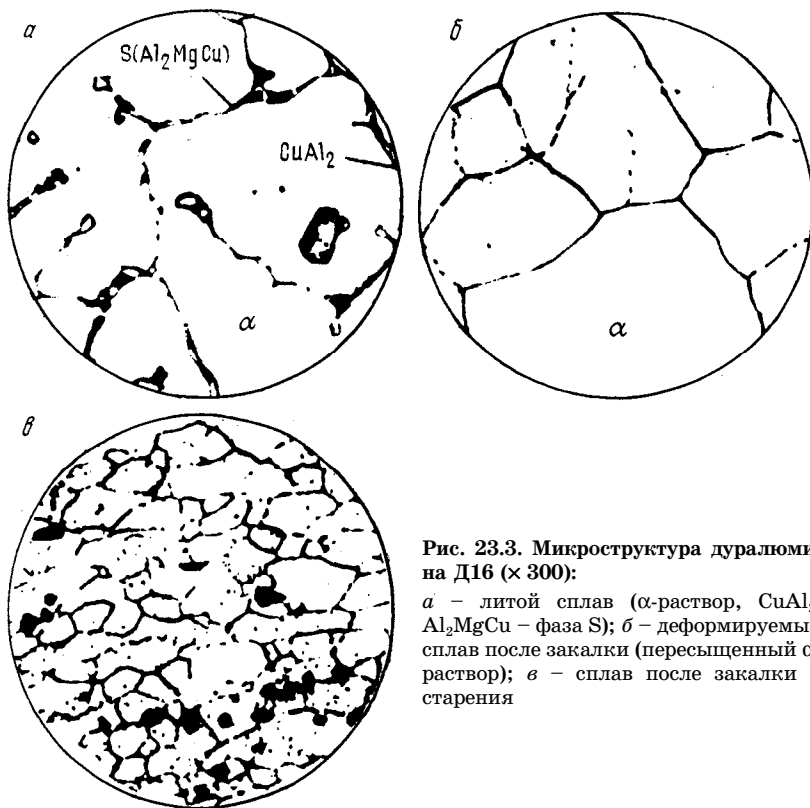 а
S(Al₂MgCu)
CuAl₂
α
б
α
в
Рис. 23.3. Микроструктура дуралюми
на Д16 (× 300):
а – литой сплав (α-раствор, CuAl
Al₂MgCu – фаза S); б – деформируемы
сплав после закалки (пересыщенный
раствор); в – сплав после закалки
старения